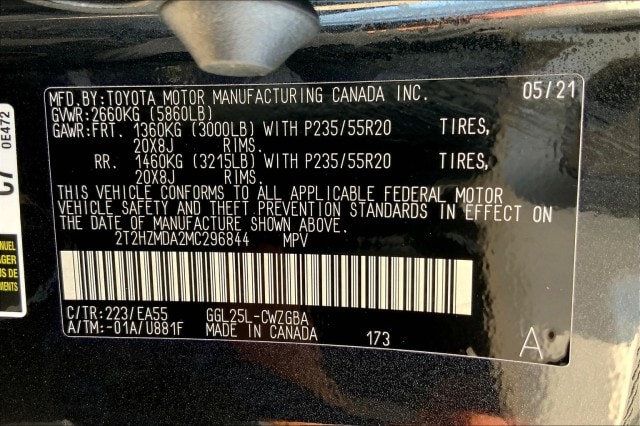 MFD.BY:TOYOTA MOTOR MANUFACTURING CANADA INC. 05/21
GVWR:2660KG (5860LB)
GAWR:FRT. 1360KG (3000LB) WITH P235/55R20 TIRES,
20X8J RIMS.
RR. 1460KG (3215LB) WITH P235/55R20 TIRES,
20X8J RIMS.
THIS VEHICLE CONFORMS TO ALL APPLICABLE FEDERAL MOTOR
VEHICLE SAFETY AND THEFT PREVENTION STANDARDS IN EFFECT ON
THE DATE OF MANUFACTURE SHOWN ABOVE.
2T2HZMDA2MC296844 MPV
C/TR:223/EA55 GGL25L-CWZGBA
A/TM:-01A/U881F MADE IN CANADA 173 A
0E472